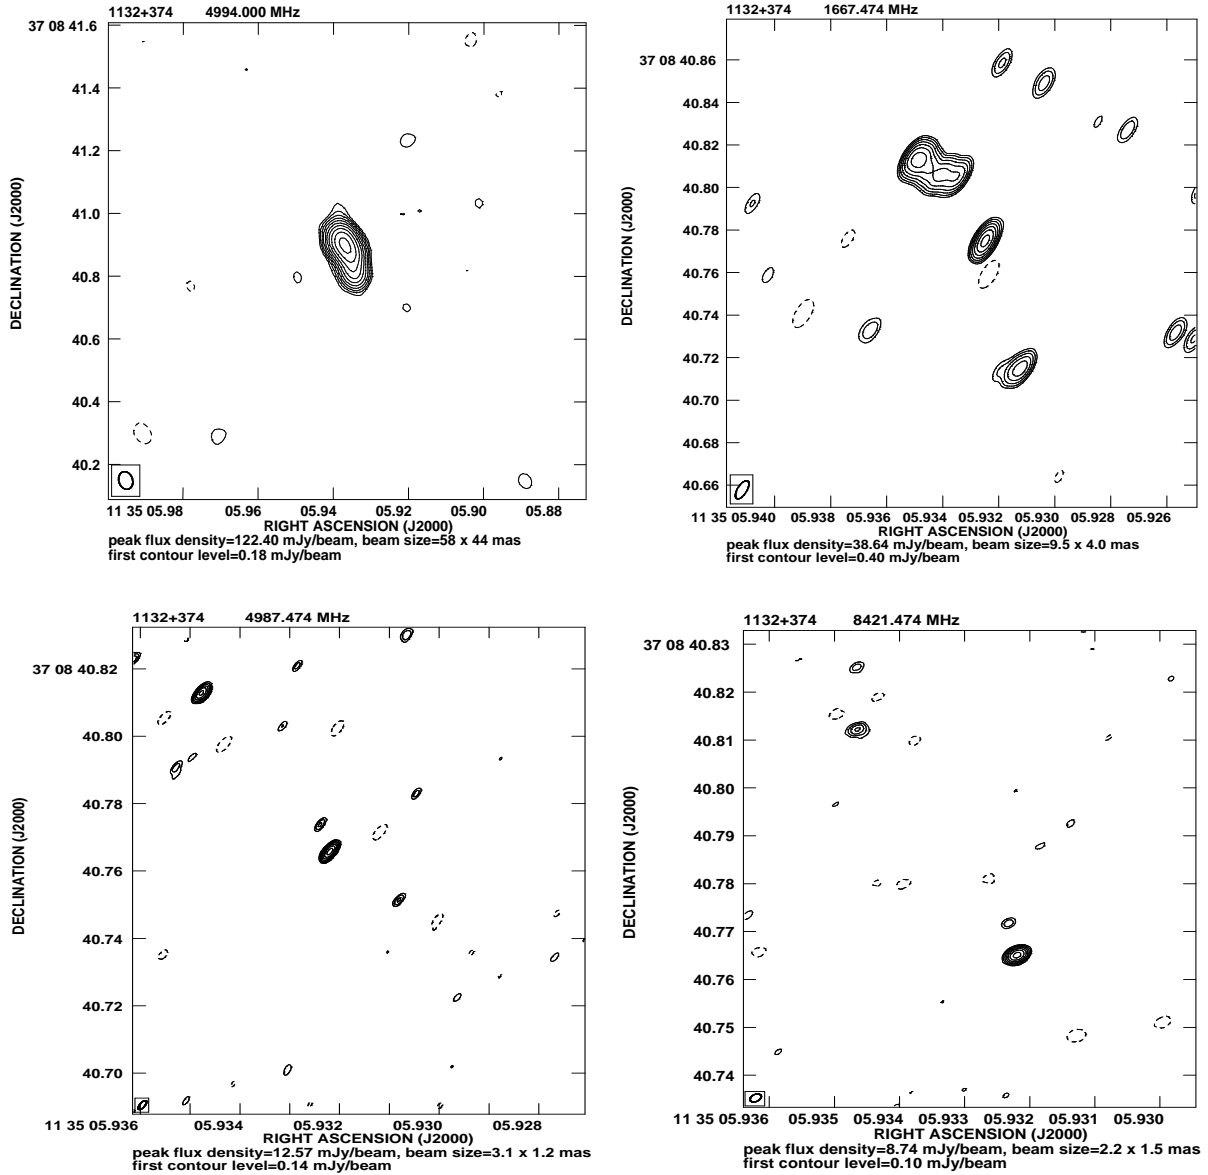 1132+374 4994.000 MHz
37 08 41.6
41.4
41.2
41.0
40.8
40.6
40.4
40.2
DECLINATION (J2000)
11 35 05.98 05.96 05.94 05.92 05.90 05.88
RIGHT ASCENSION (J2000)
peak flux density=122.40 mJy/beam, beam size=58 x 44 mas
first contour level=0.18 mJy/beam
1132+374 1667.474 MHz
37 08 40.86
40.84
40.82
40.80
40.78
40.76
40.74
40.72
40.70
40.68
40.66
DECLINATION (J2000)
11 35 05.940 05.938 05.936 05.934 05.932 05.930 05.928 05.926
RIGHT ASCENSION (J2000)
peak flux density=38.64 mJy/beam, beam size=9.5 x 4.0 mas
first contour level=0.40 mJy/beam
1132+374 4987.474 MHz
37 08 40.82
40.80
40.78
40.76
40.74
40.72
40.70
DECLINATION (J2000)
11 35 05.936 05.934 05.932 05.930 05.928
RIGHT ASCENSION (J2000)
peak flux density=12.57 mJy/beam, beam size=3.1 x 1.2 mas
first contour level=0.14 mJy/beam
1132+374 8421.474 MHz
37 08 40.83
40.82
40.81
40.80
40.79
40.78
40.77
40.76
40.75
40.74
DECLINATION (J2000)
11 35 05.936 05.935 05.934 05.933 05.932 05.931 05.930
RIGHT ASCENSION (J2000)
peak flux density=8.74 mJy/beam, beam size=2.2 x 1.5 mas
first contour level=0.10 mJy/beam